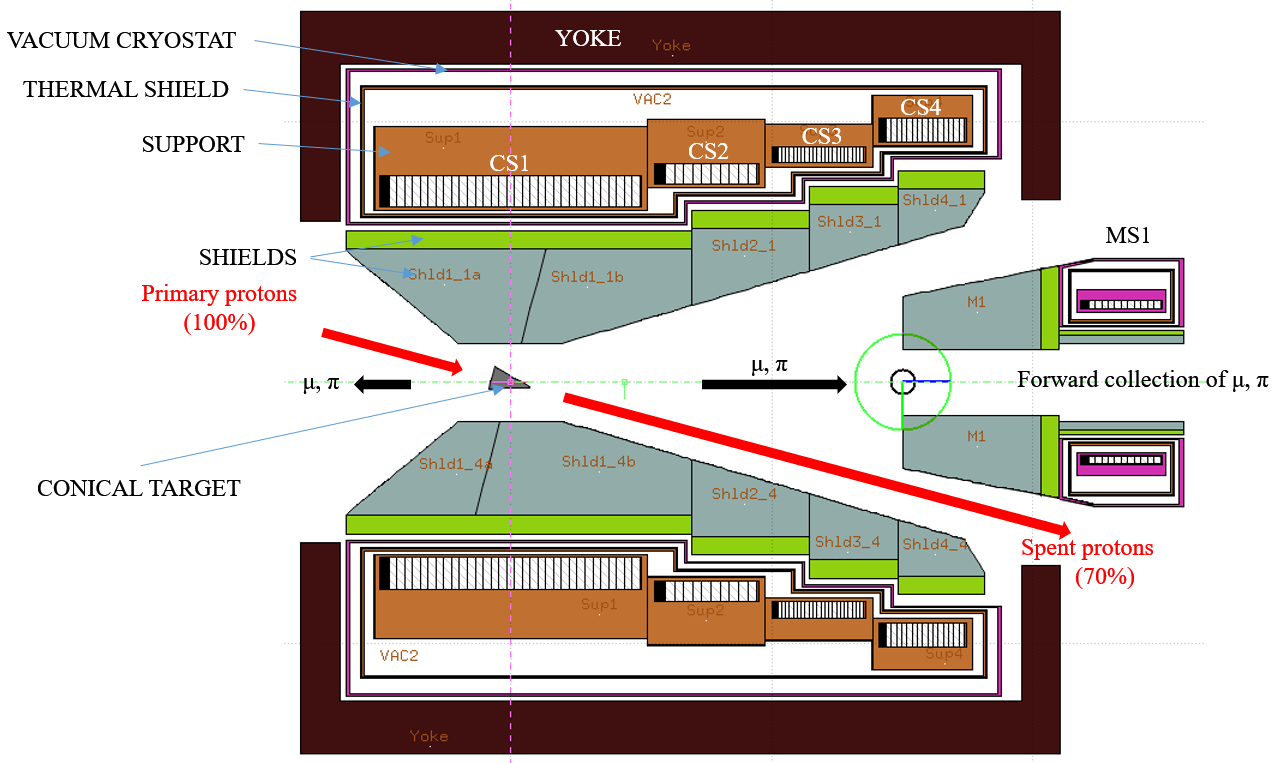 VACUUM CRYOSTAT
YOKE
Yoke
THERMAL SHIELD
VAC2
SUPPORT
Sup1
CS1
Sup2
CS2
CS3
CS4
SHIELDS
Shld1_1a
Shld1_1b
Shld2_1
Shld3_1
Shld4_1
MS1
Primary protons
(100%)
M1
μ, π
μ, π
Forward collection of μ, π
CONICAL TARGET
Shld1_4a
Shld1_4b
Shld2_4
Shld3_4
Shld4_4
M1
Spent protons
(70%)
Sup1
Sup2
Sup4
VAC2
Yoke